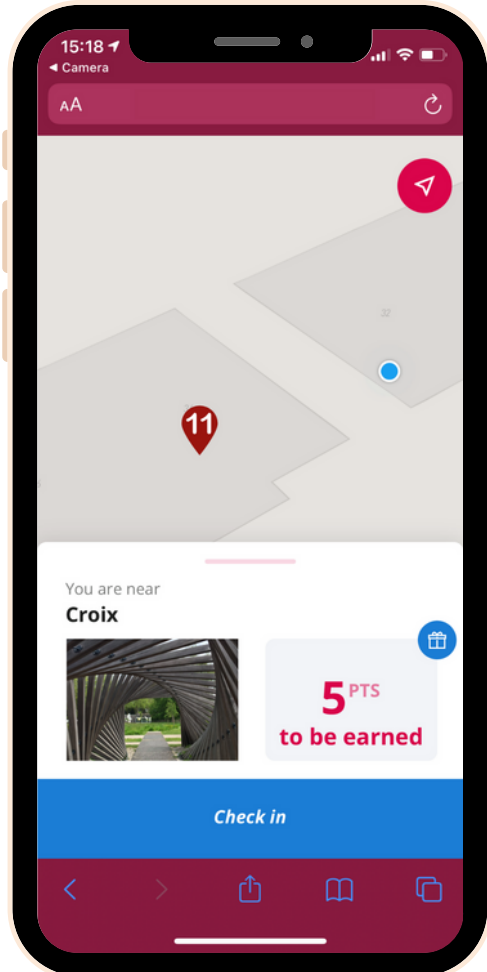 15:18
◀ Camera
AA
32
11
You are near
Croix
5 PTS
to be earned
Check in